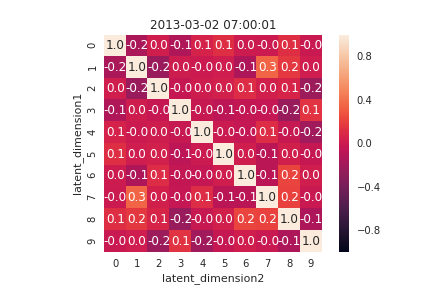 2013-03-02 07:00:01
0 1.0 -0.2 0.0 -0.1 0.1 0.1 0.0 -0.0 0.1 -0.0
1 -0.2 1.0 -0.2 -0.0 -0.0 0.0 -0.1 0.3 0.2 0.0
2 0.0 -0.2 1.0 -0.0 0.0 0.0 0.1 0.0 0.1 -0.2
3 -0.1 -0.0 -0.0 1.0 -0.0 -0.1 -0.0 -0.0 -0.2 0.1
4 0.1 -0.0 0.0 -0.0 1.0 -0.0 -0.0 0.1 -0.0 -0.2
5 0.1 0.0 0.0 -0.1 -0.0 1.0 0.0 -0.1 0.0 0.0
6 0.0 -0.1 0.1 -0.0 -0.0 0.0 1.0 -0.1 0.2 0.0
7 -0.0 0.3 0.0 -0.0 0.1 -0.1 -0.1 1.0 0.2 -0.0
8 0.1 0.2 0.1 -0.2 -0.0 0.0 0.2 0.2 1.0 -0.1
9 -0.0 0.0 -0.2 0.1 -0.2 0.0 0.0 -0.0 -0.1 1.0
0 1 2 3 4 5 6 7 8 9
latent_dimension2
latent_dimension1
0.8
0.4
0.0
-0.4
-0.8